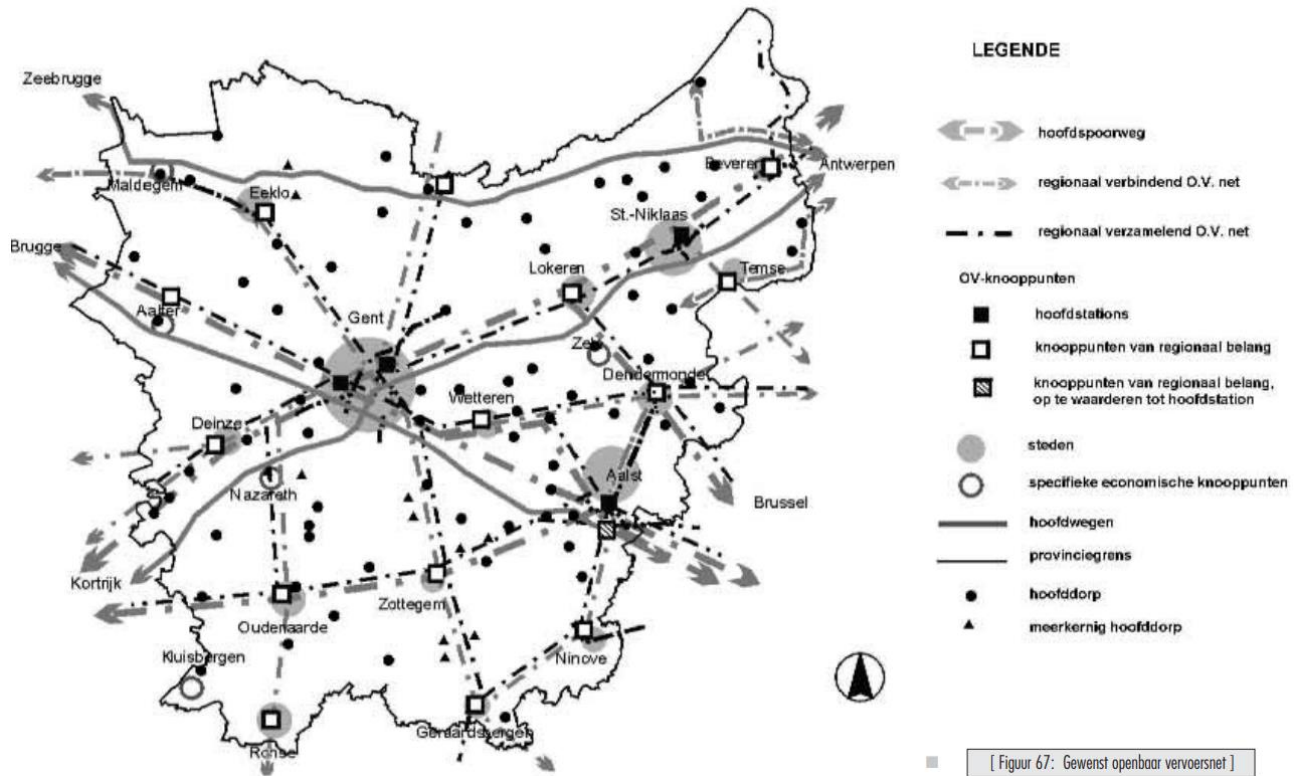 Zeebrugge
Maldegem
Eeklo
Beveren
Antwerpen
St.-Niklaas
Brugge
Lokeren
Temse
Aalter
Gent
Zele
Dendermonde
Wetteren
Deinze
Aalst
Nazareth
Brussel
Kortrijk
Zottegem
Oudenaarde
Kluisbergen
Ninove
Geraardsbergen
Ronse
LEGENDE
hoofdspoorweg
regionaal verbindend O.V. net
regionaal verzamelend O.V. net
OV-knooppunten
hoofdstations
knooppunten van regionaal belang
knooppunten van regionaal belang,
op te waarderen tot hoofdstation
steden
specifieke economische knooppunten
hoofdwegen
provinciegrens
hoofddorp
meerkernig hoofddorp
[ Figuur 67: Gewenst openbaar vervoersnet ]